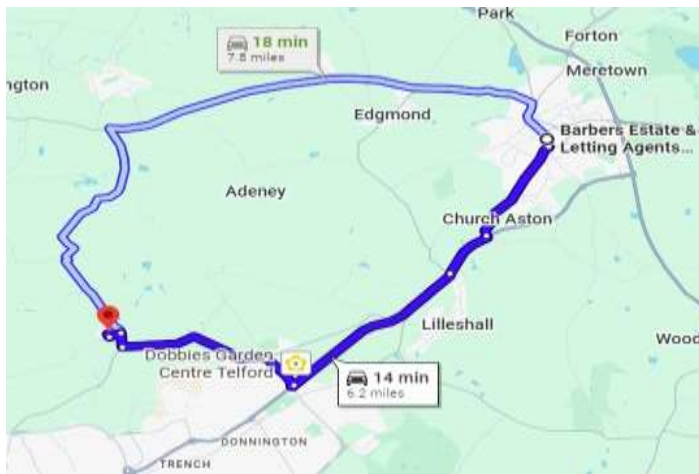 Park
Forton
18 min
7.8 miles
Meretown
ngton
Edgmond
Barbers Estate &
Letting Agents...
Adeney
Church Aston
Lilleshall
Wood
Dobbies Garden
Centre Telford
14 min
6.2 miles
DONNINGTON
TRENCH